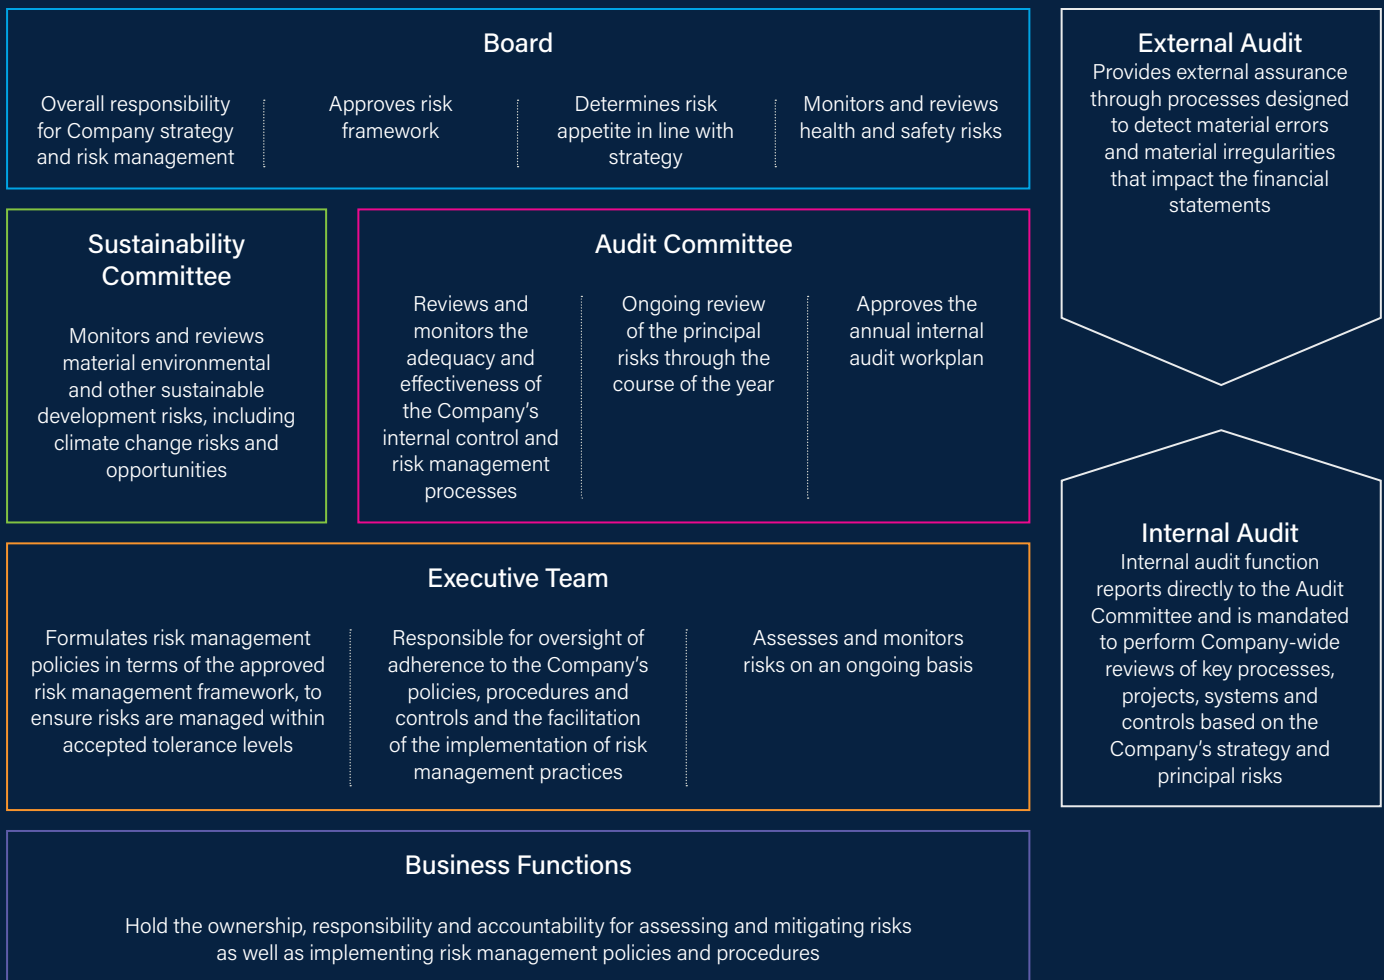 Board
Overall responsibility
for Company strategy
and risk management
Approves risk
framework
Determines risk
appetite in line with
strategy
Monitors and reviews
health and safety risks
Sustainability
Committee
Monitors and reviews
material environmental
and other sustainable
development risks, including
climate change risks and
opportunities
Audit Committee
Reviews and
monitors the
adequacy and
effectiveness of
the Company’s
internal control and
risk management
processes
Ongoing review
of the principal
risks through the
course of the year
Approves the
annual internal
audit workplan
Executive Team
Formulates risk management
policies in terms of the approved
risk management framework, to
ensure risks are managed within
accepted tolerance levels
Responsible for oversight of
adherence to the Company’s
policies, procedures and
controls and the facilitation
of the implementation of risk
management practices
Assesses and monitors
risks on an ongoing basis
Business Functions
Hold the ownership, responsibility and accountability for assessing and mitigating risks
as well as implementing risk management policies and procedures
External Audit
Provides external assurance
through processes designed
to detect material errors
and material irregularities
that impact the financial
statements
Internal Audit
Internal audit function
reports directly to the Audit
Committee and is mandated
to perform Company-wide
reviews of key processes,
projects, systems and
controls based on the
Company’s strategy and
principal risks